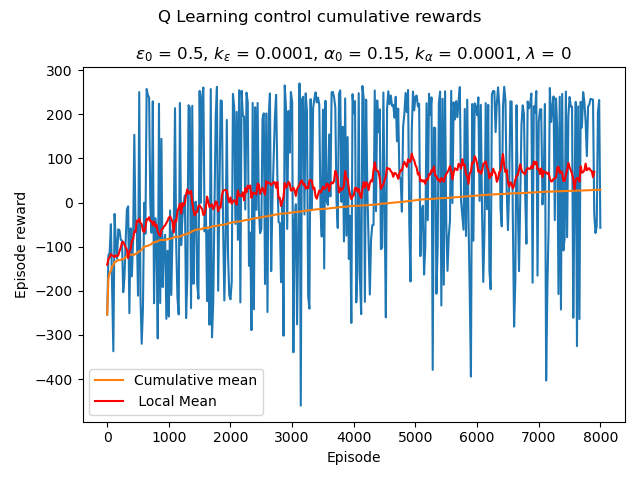 Q Learning control cumulative rewards
ε₀ = 0.5, kε = 0.0001, α₀ = 0.15, kα = 0.0001, λ = 0
300
200
100
0
−100
−200
−300
−400
Episode reward
Cumulative mean
Local Mean
0 1000 2000 3000 4000 5000 6000 7000 8000
Episode